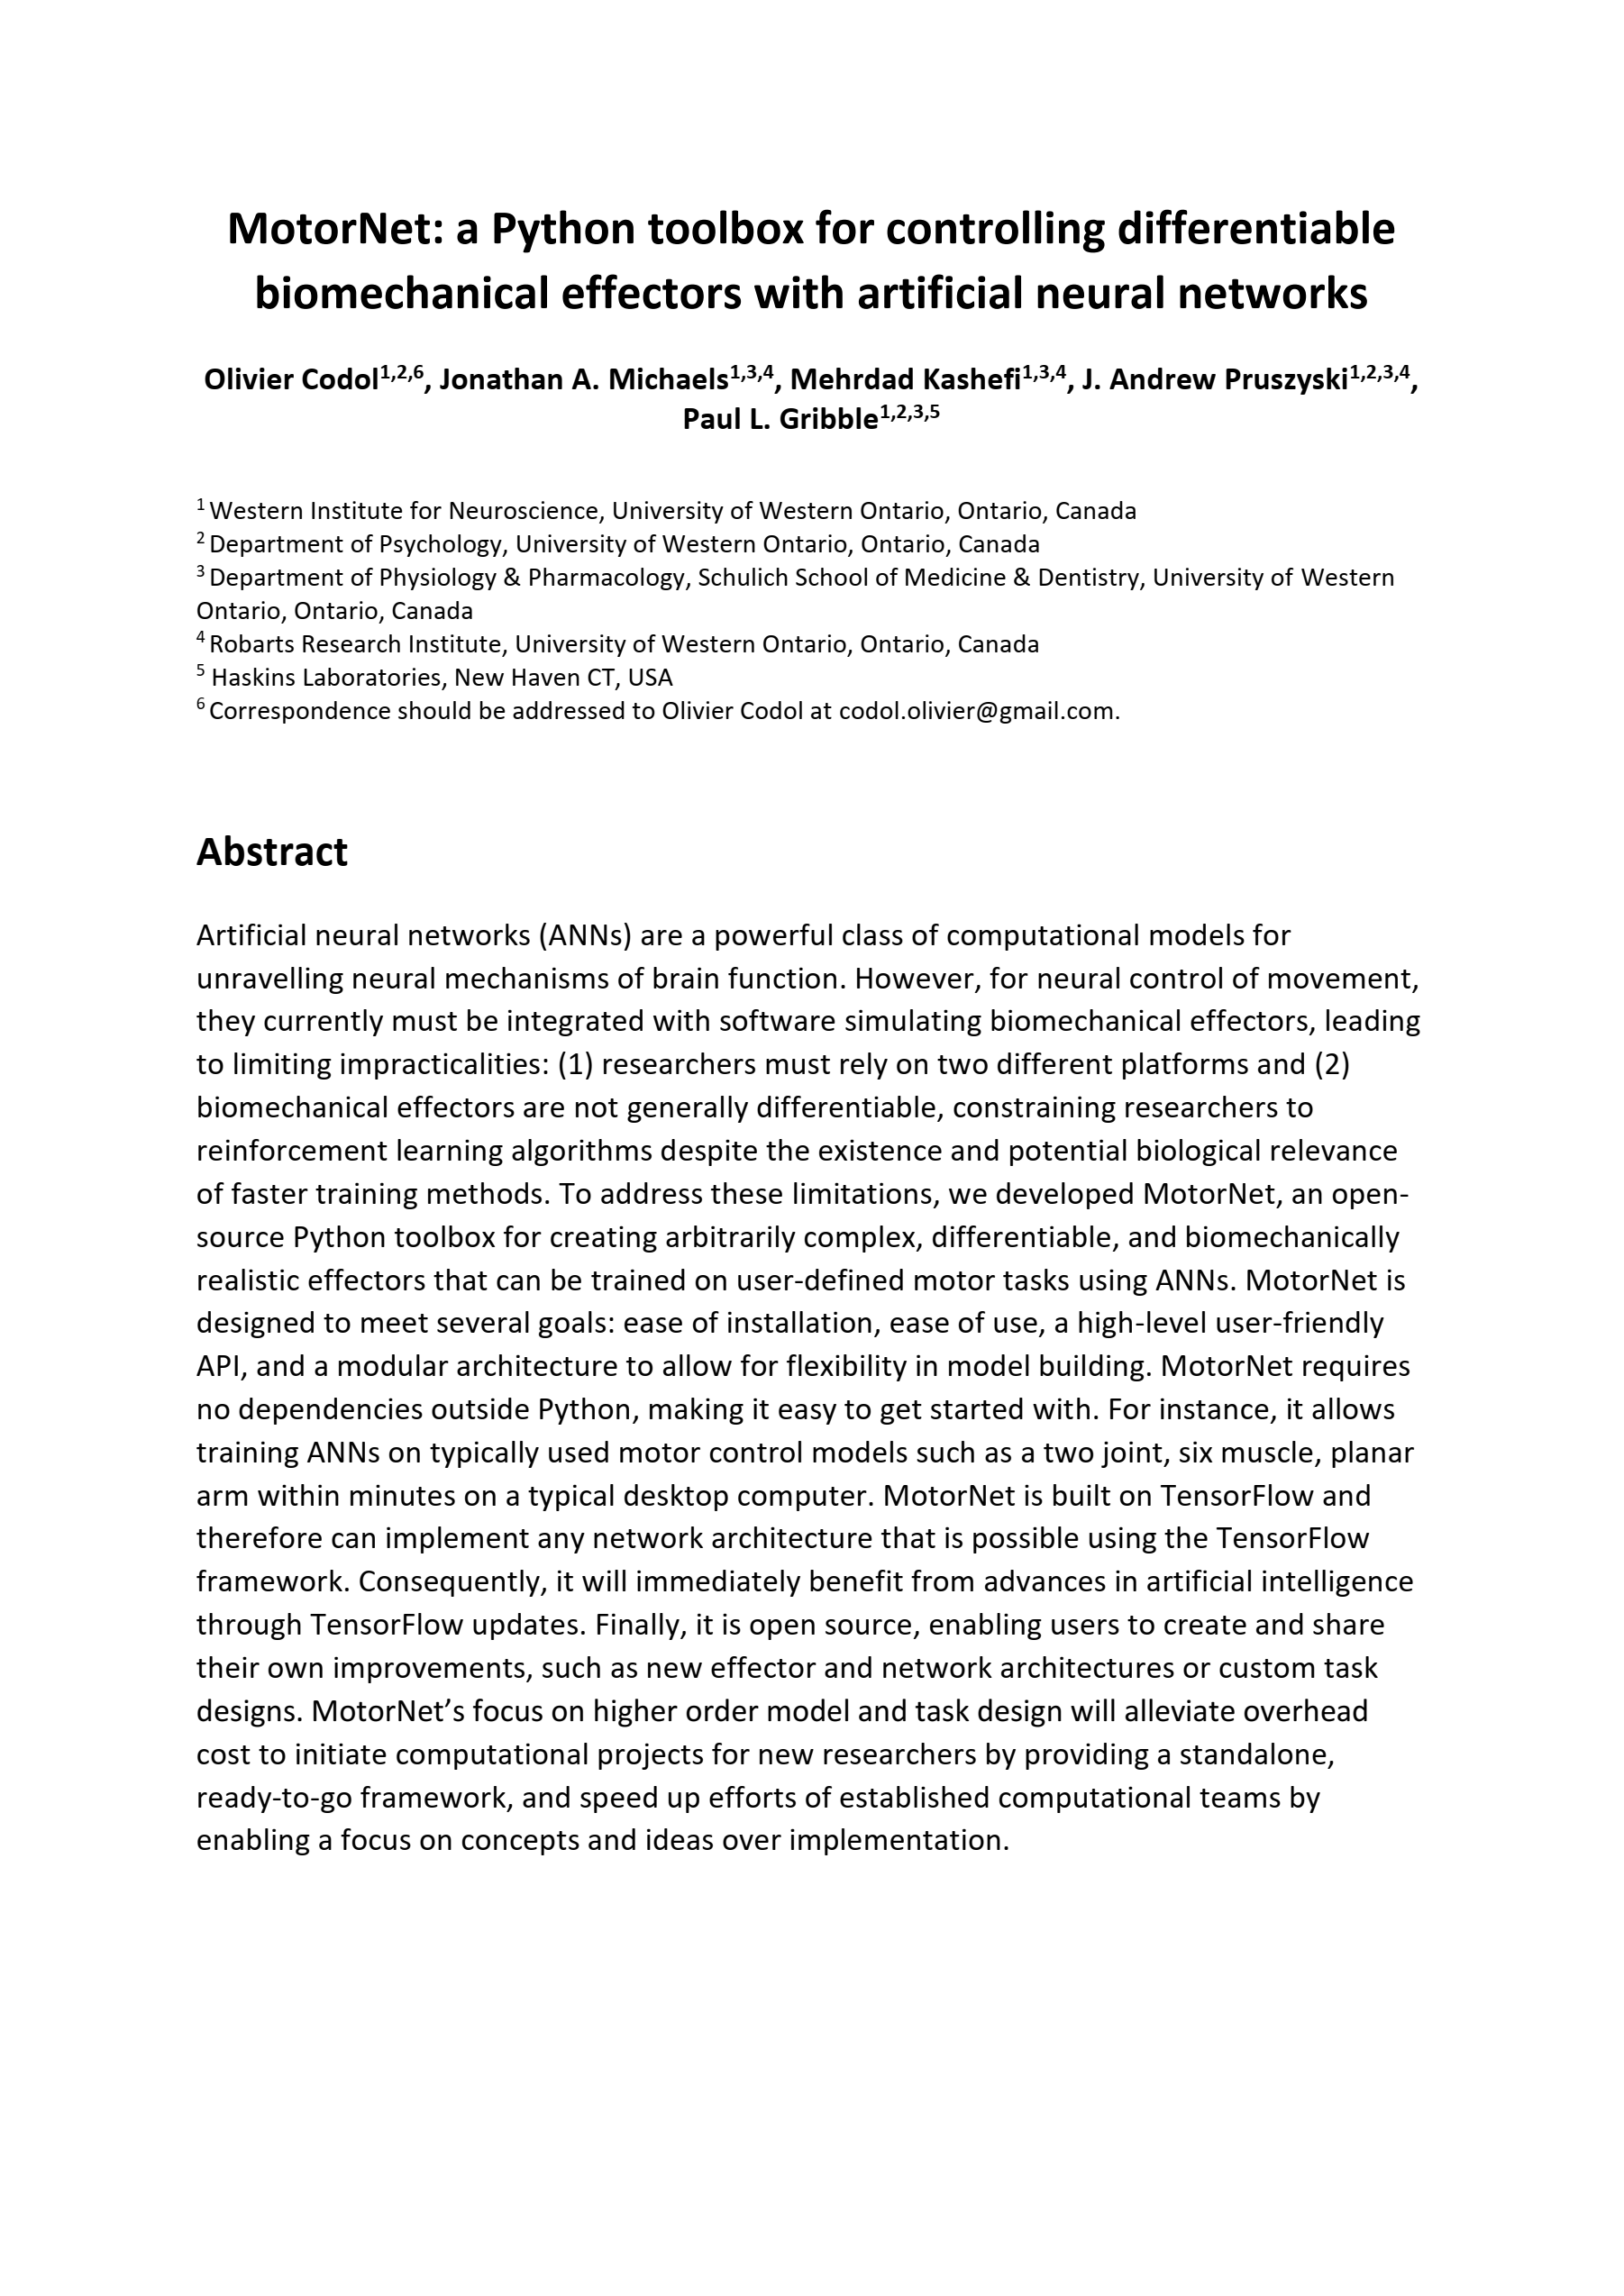 MotorNet: a Python toolbox for controlling differentiable
biomechanical effectors with artificial neural networks
Olivier Codol1,2,6, Jonathan A. Michaels1,3,4, Mehrdad Kashefi1,3,4, J. Andrew Pruszyski1,2,3,4,
Paul L. Gribble1,2,3,5
1 Western Institute for Neuroscience, University of Western Ontario, Ontario, Canada
2 Department of Psychology, University of Western Ontario, Ontario, Canada
3 Department of Physiology & Pharmacology, Schulich School of Medicine & Dentistry, University of Western
Ontario, Ontario, Canada
4 Robarts Research Institute, University of Western Ontario, Ontario, Canada
5 Haskins Laboratories, New Haven CT, USA
6 Correspondence should be addressed to Olivier Codol at codol.olivier@gmail.com.
Abstract
Artificial neural networks (ANNs) are a powerful class of computational models for
unravelling neural mechanisms of brain function. However, for neural control of movement,
they currently must be integrated with software simulating biomechanical effectors, leading
to limiting impracticalities: (1) researchers must rely on two different platforms and (2)
biomechanical effectors are not generally differentiable, constraining researchers to
reinforcement learning algorithms despite the existence and potential biological relevance
of faster training methods. To address these limitations, we developed MotorNet, an open-
source Python toolbox for creating arbitrarily complex, differentiable, and biomechanically
realistic effectors that can be trained on user-defined motor tasks using ANNs. MotorNet is
designed to meet several goals: ease of installation, ease of use, a high-level user-friendly
API, and a modular architecture to allow for flexibility in model building. MotorNet requires
no dependencies outside Python, making it easy to get started with. For instance, it allows
training ANNs on typically used motor control models such as a two joint, six muscle, planar
arm within minutes on a typical desktop computer. MotorNet is built on TensorFlow and
therefore can implement any network architecture that is possible using the TensorFlow
framework. Consequently, it will immediately benefit from advances in artificial intelligence
through TensorFlow updates. Finally, it is open source, enabling users to create and share
their own improvements, such as new effector and network architectures or custom task
designs. MotorNet’s focus on higher order model and task design will alleviate overhead
cost to initiate computational projects for new researchers by providing a standalone,
ready-to-go framework, and speed up efforts of established computational teams by
enabling a focus on concepts and ideas over implementation.